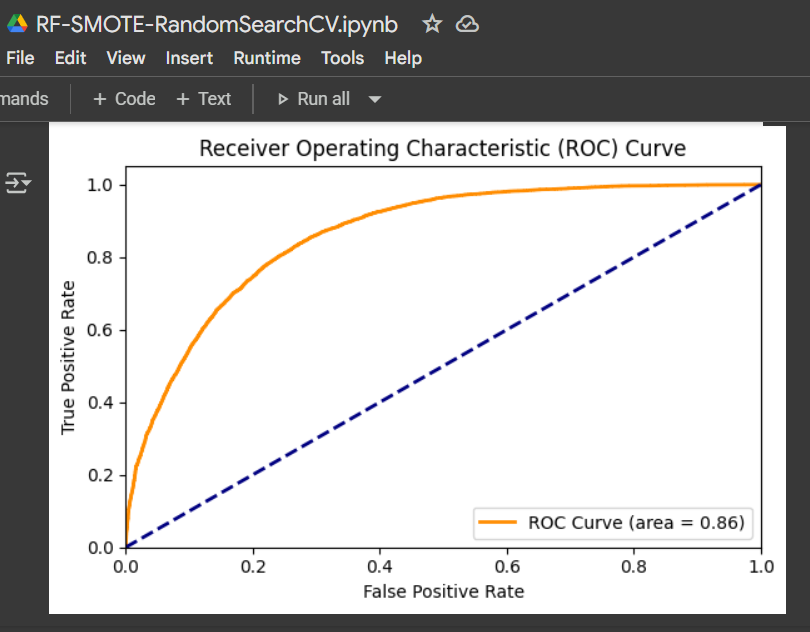 RF-SMOTE-RandomSearchCV.ipynb
File Edit View Insert Runtime Tools Help
mands + Code + Text Run all
Receiver Operating Characteristic (ROC) Curve
1.0
0.8
0.6
0.4
0.2
0.0
True Positive Rate
ROC Curve (area = 0.86)
0.0 0.2 0.4 0.6 0.8 1.0
False Positive Rate